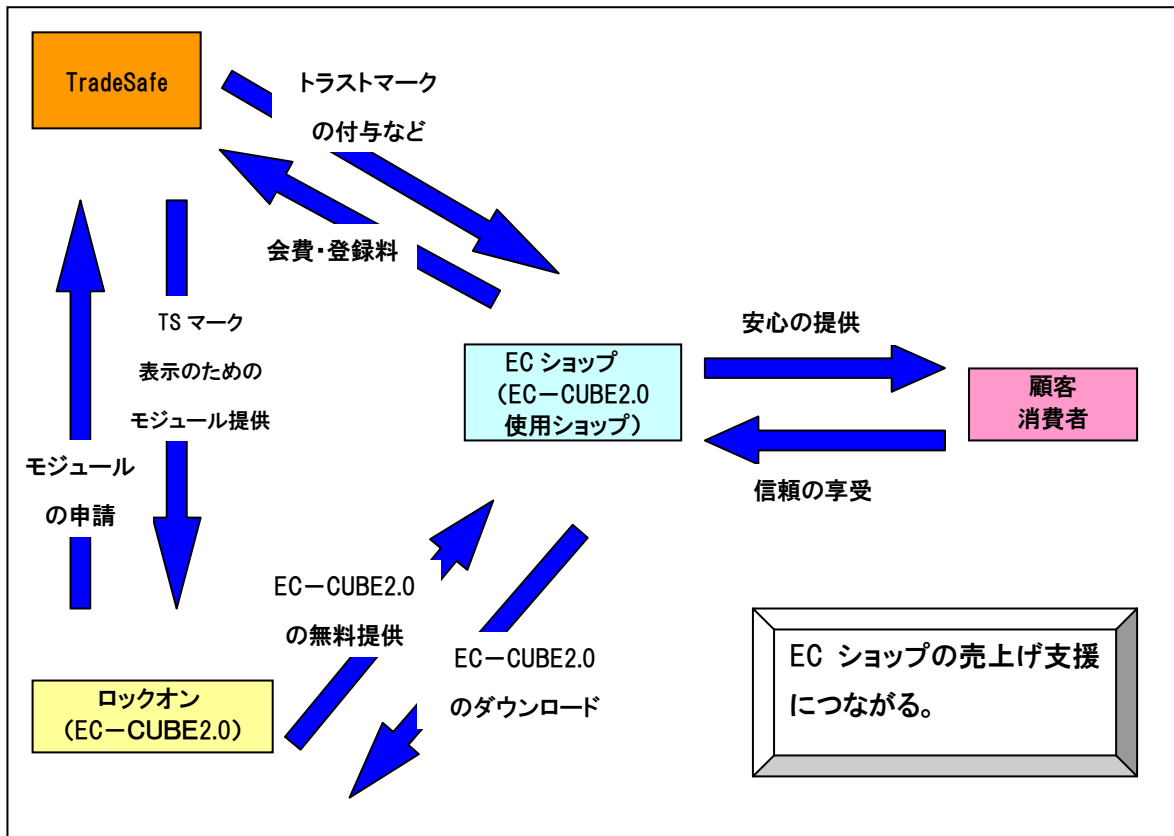 TradeSafe
トラストマーク
の付与など
会費・登録料
TS マーク
表示のための
モジュール提供
モジュール
の申請
EC ショップ
(EC－CUBE2.0
使用ショップ)
安心の提供
顧客
消費者
信頼の享受
EC－CUBE2.0
の無料提供
EC－CUBE2.0
のダウンロード
ロックオン
(EC－CUBE2.0)
EC ショップの売上げ支援
につながる。